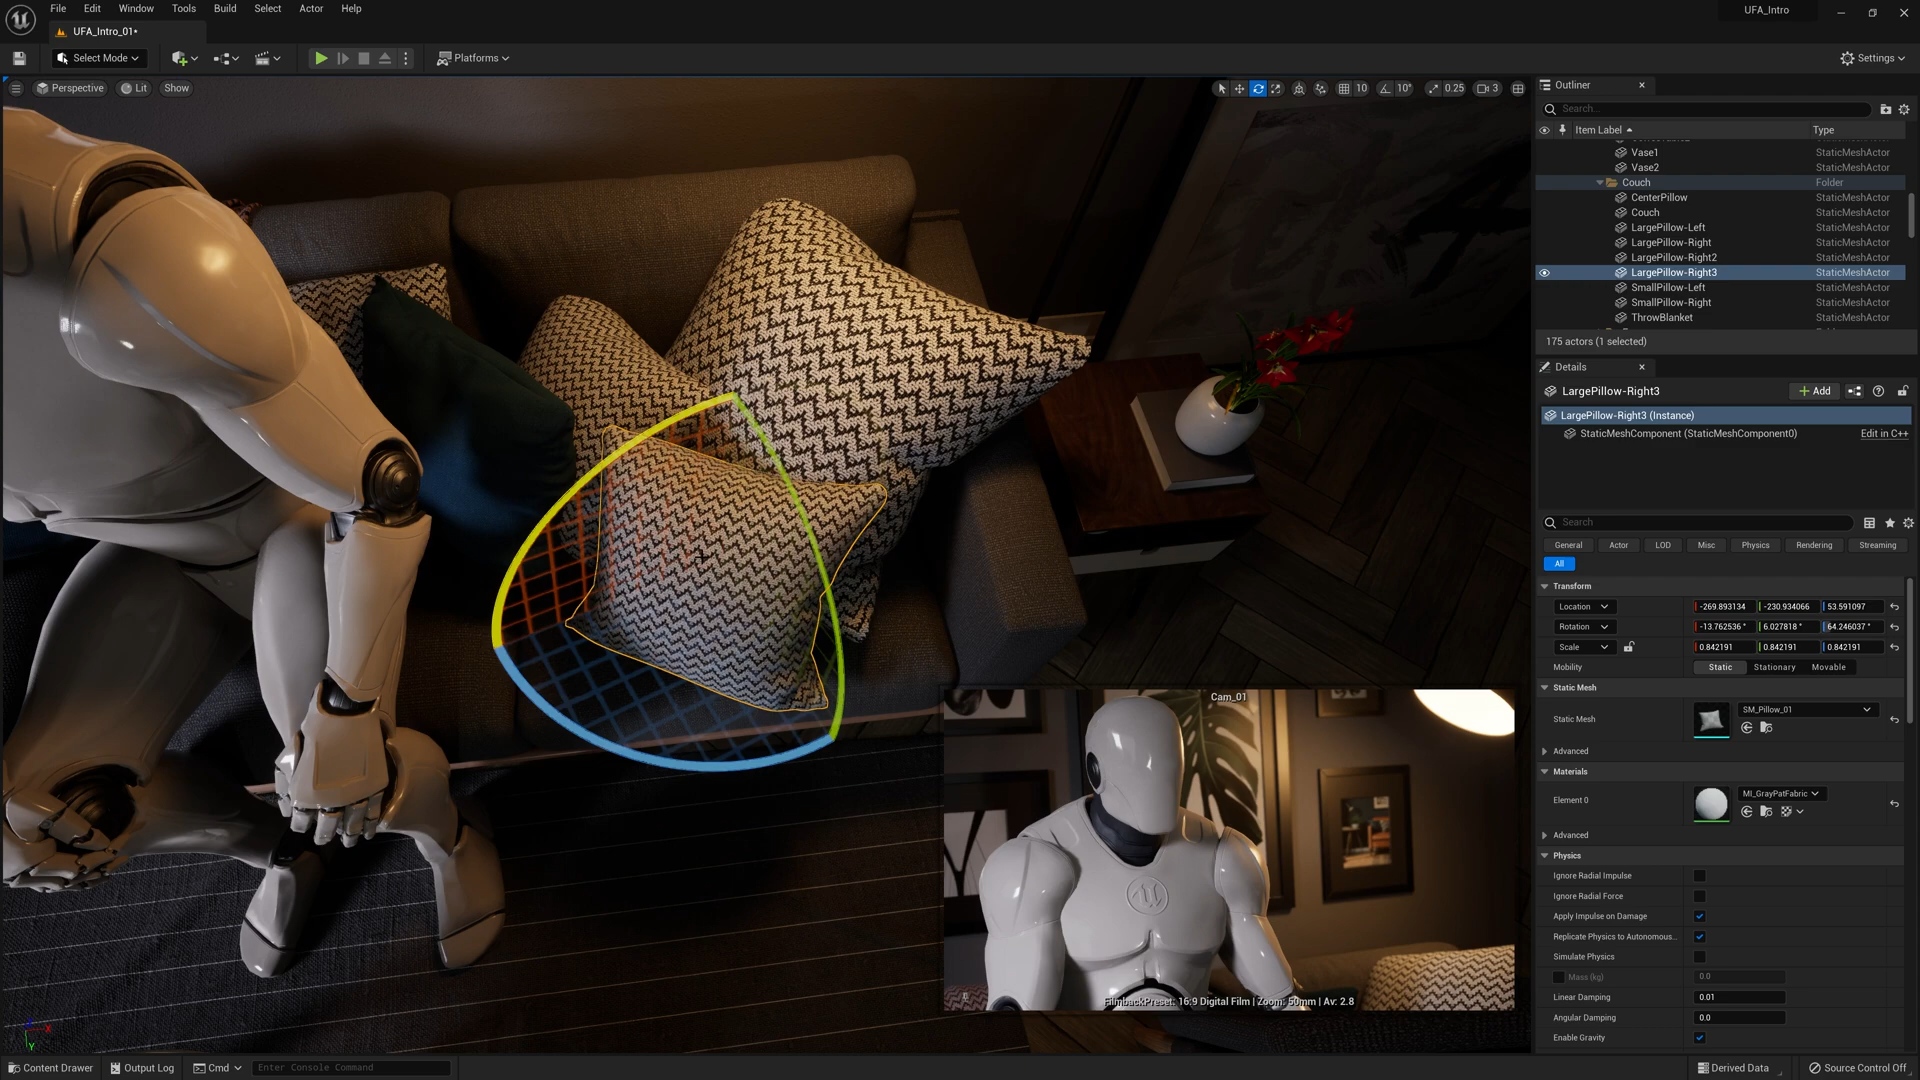 File Edit Window Tools Build Select Actor Help
UFA_Intro
UFA_Intro_01*
Select Mode
Platforms
Settings
Perspective
Lit
Show
10
10°
0.25
3
Outliner
Search...
Item Label
Type
Vase1 StaticMeshActor
Vase2 StaticMeshActor
Couch Folder
CenterPillow StaticMeshActor
Couch StaticMeshActor
LargePillow-Left StaticMeshActor
LargePillow-Right StaticMeshActor
LargePillow-Right2 StaticMeshActor
LargePillow-Right3 StaticMeshActor
SmallPillow-Left StaticMeshActor
SmallPillow-Right StaticMeshActor
ThrowBlanket StaticMeshActor
175 actors (1 selected)
Details
LargePillow-Right3
Add
LargePillow-Right3 (Instance)
StaticMeshComponent (StaticMeshComponent0)
Edit in C++
Search
General Actor LOD Misc Physics Rendering Streaming
All
Transform
Location -269.893134 -230.934066 53.591097
Rotation -13.762536 ° 6.027818 ° 64.246037 °
Scale 0.842191 0.842191 0.842191
Mobility Static Stationary Movable
Static Mesh
Static Mesh SM_Pillow_01
Advanced
Materials
Element 0 MI_GrayPatFabric
Advanced
Physics
Ignore Radial Impulse
Ignore Radial Force
Apply Impulse on Damage
Replicate Physics to Autonomous...
Simulate Physics
Mass (kg) 0.0
Linear Damping 0.01
Angular Damping 0.0
Enable Gravity
Cam_01
FilmbackPreset: 16:9 Digital Film | Zoom: 50mm | Av: 2.8
X
Y
Content Drawer
Output Log
Cmd
Enter Console Command
Derived Data
Source Control Off